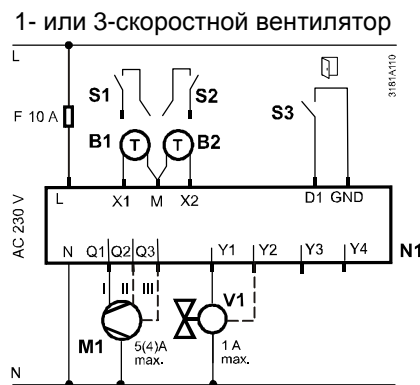 1- или 3-скоростной вентилятор
L
3181A110
S1 S2
S3
F 10 A
B1 T T B2
AC 230 V
L X1 M X2 D1 GND
N1
N Q1 Q2 Q3 Y1 Y2 Y3 Y4
I II III
V1
M1
5(4)A max.
1 A max.
N